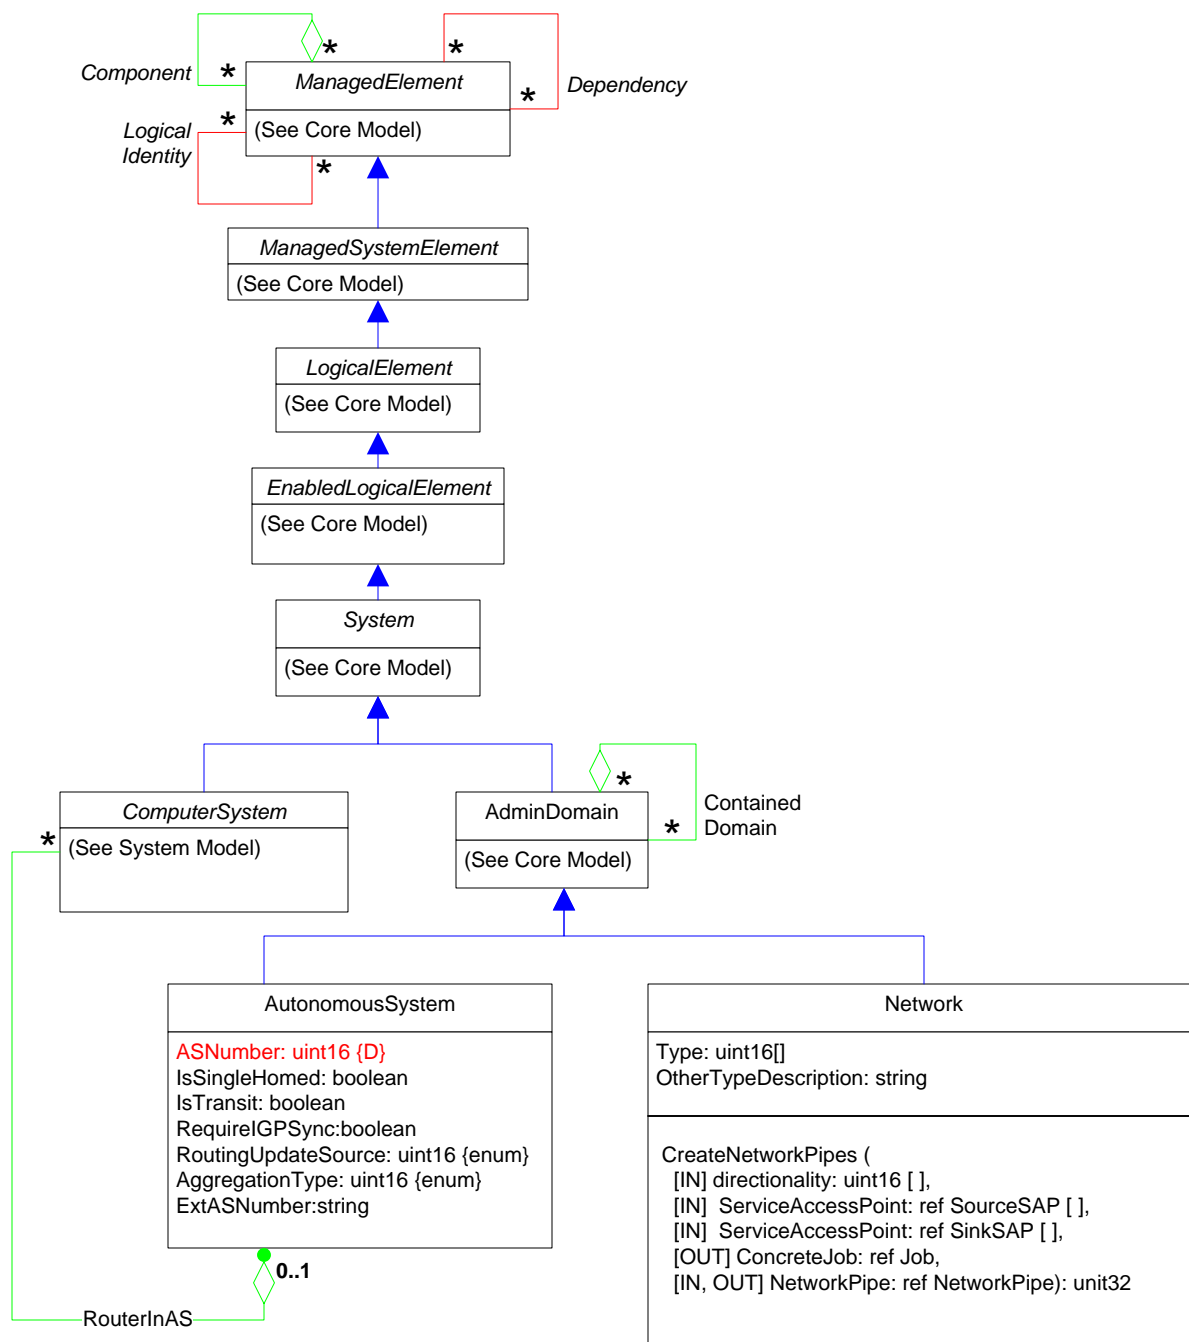 *
*
Component
*
ManagedElement
*
Dependency
Logical
Identity
*
(See Core Model)
*
ManagedSystemElement
(See Core Model)
LogicalElement
(See Core Model)
EnabledLogicalElement
(See Core Model)
System
(See Core Model)
ComputerSystem
*
(See System Model)
AdminDomain
*
*
(See Core Model)
Contained
Domain
AutonomousSystem
ASNumber: uint16 {D}
IsSingleHomed: boolean
IsTransit: boolean
RequireIGPSync:boolean
RoutingUpdateSource: uint16 {enum}
AggregationType: uint16 {enum}
ExtASNumber:string
0..1
RouterInAS
Network
Type: uint16[]
OtherTypeDescription: string
CreateNetworkPipes (
[IN] directionality: uint16 [ ],
[IN] ServiceAccessPoint: ref SourceSAP [ ],
[IN] ServiceAccessPoint: ref SinkSAP [ ],
[OUT] ConcreteJob: ref Job,
[IN, OUT] NetworkPipe: ref NetworkPipe): unit32